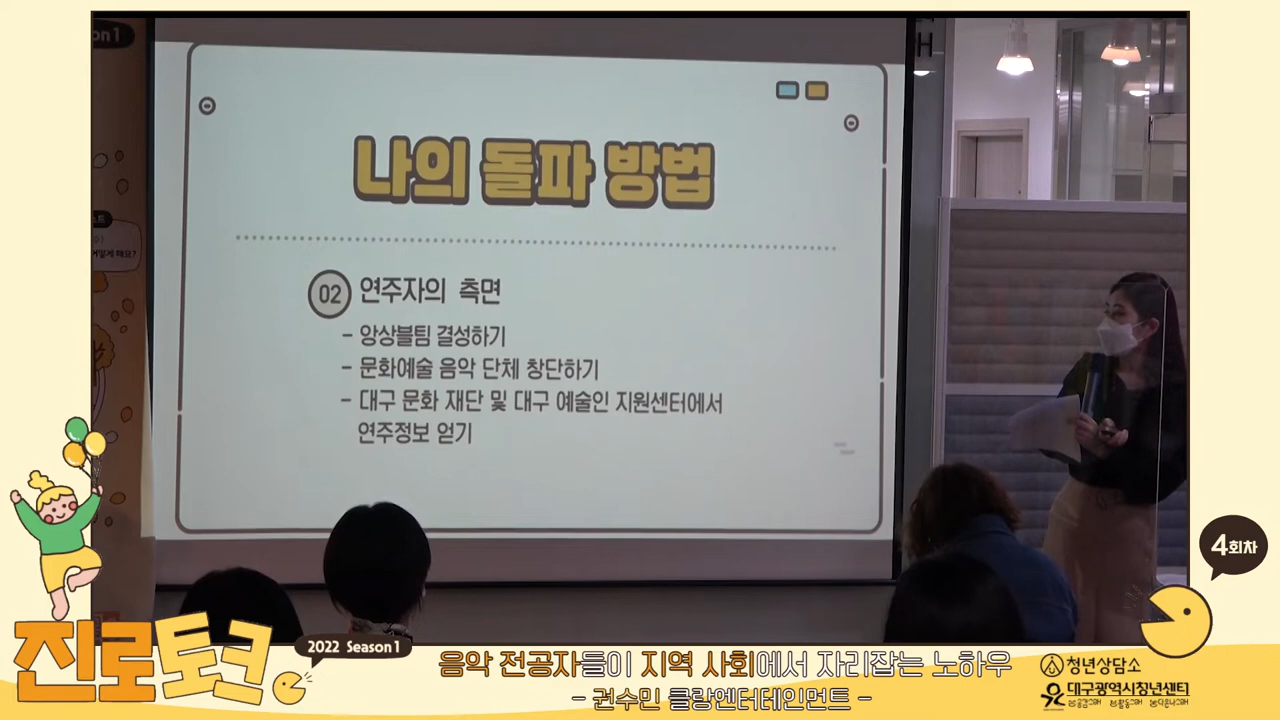 on1
나의 돌파 방법
02 연주자의 측면
- 앙상블팀 결성하기
- 문화예술 음악 단체 창단하기
- 대구 문화 재단 및 대구 예술인 지원센터에서
연주정보 얻기
H
4회차
진로토크
2022 Season1
음악 전공자들이 지역 사회에서 자리잡는 노하우
- 권수민 클랑엔터테인먼트 -
청년상담소
대구광역시청년센터